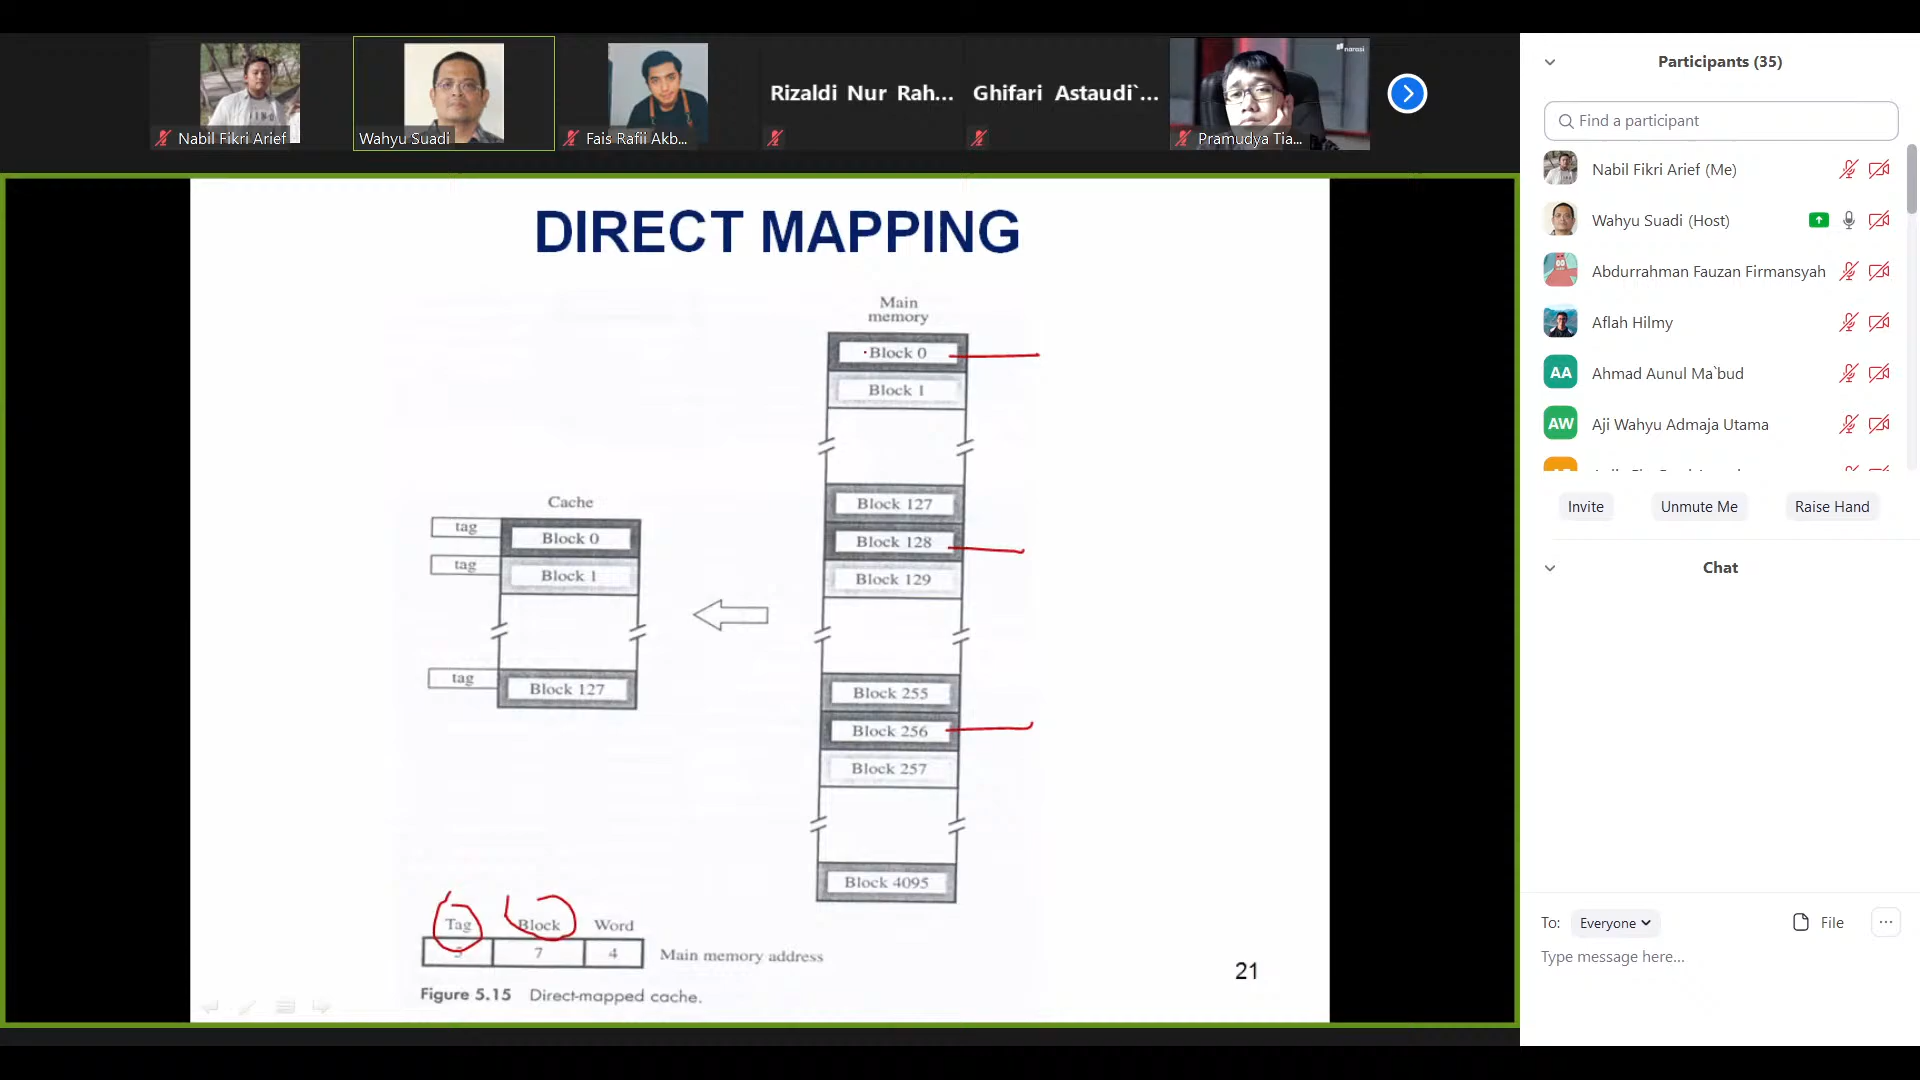 Nabil Fikri Arief
Wahyu Suadi
Fais Rafii Akb...
Rizaldi Nur Rah...
Ghifari Astaudi`...
narasi
Pramudya Tia...
DIRECT MAPPING
Main
memory
Block 0
Block 1
Block 127
Block 128
Block 129
Block 255
Block 256
Block 257
Block 4095
Cache
tag
Block 0
tag
Block 1
tag
Block 127
Tag
Block
Word
5
7
4
Main memory address
Figure 5.15 Direct-mapped cache.
21
Participants (35)
Find a participant
Nabil Fikri Arief (Me)
Wahyu Suadi (Host)
Abdurrahman Fauzan Firmansyah
Aflah Hilmy
AA
Ahmad Aunul Ma`bud
AW
Aji Wahyu Admaja Utama
Invite
Unmute Me
Raise Hand
Chat
To:
Everyone
File
Type message here...